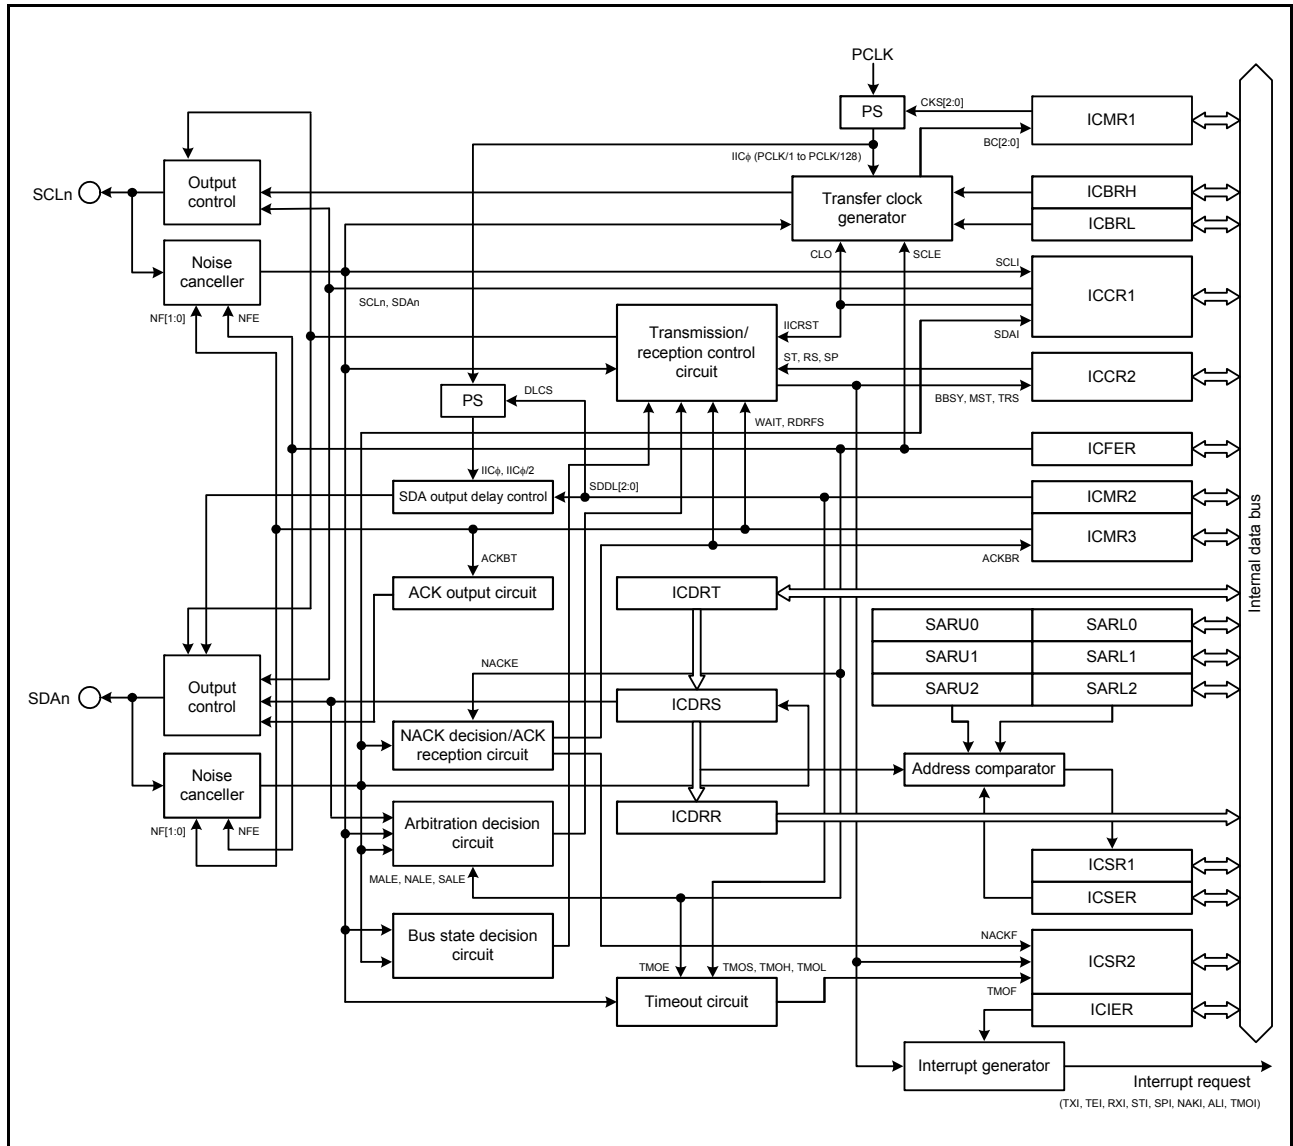 PCLK
PS
CKS[2:0]
ICMR1
BC[2:0]
IICϕ (PCLK/1 to PCLK/128)
SCLn
Output
control
Transfer clock
generator
ICBRH
ICBRL
Noise
canceller
CLO
SCLE
SCLI
ICCR1
SCLn, SDAn
NF[1:0]
NFE
Transmission/
reception control
circuit
IICRST
SDAI
ST, RS, SP
ICCR2
BBSY, MST, TRS
PS
DLCS
WAIT, RDRFS
ICFER
IICϕ, IICϕ/2
SDA output delay control
SDDL[2:0]
ICMR2
ICMR3
ACKBR
ACKBT
ACK output circuit
ICDRT
Internal data bus
SARU0
SARL0
SARU1
SARL1
SARU2
SARL2
SDAn
Output
control
NACKE
ICDRS
NACK decision/ACK
reception circuit
Noise
canceller
Address comparator
NF[1:0]
NFE
Arbitration decision
circuit
ICDRR
MALE, NALE, SALE
ICSR1
ICSER
Bus state decision
circuit
NACKF
ICSR2
TMOE
TMOS, TMOH, TMOL
TMOF
Timeout circuit
ICIER
Interrupt generator
Interrupt request
(TXI, TEI, RXI, STI, SPI, NAKI, ALI, TMOI)